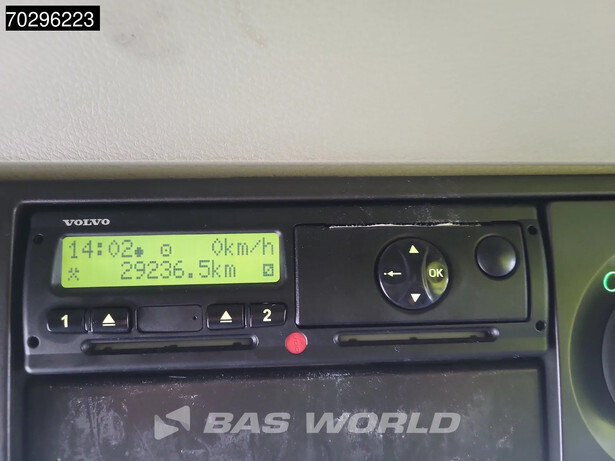 70296223
VOLVO
14:02 0km/h
29236.5km
1 2
OK
BAS WORLD